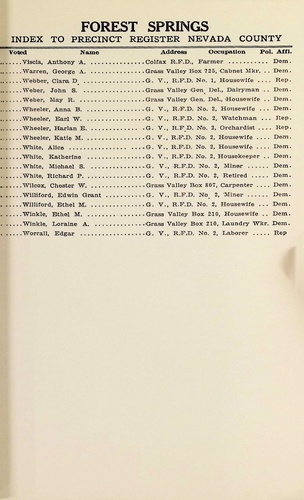 FOREST SPRINGS
INDEX TO PRECINCT REGISTER NEVADA COUNTY
Voted Name Address Occupation Pol. Affl.
......Viscia, Anthony A. ..................Colfax R.F.D., Farmer ...........Dem.
......Warren, George A. ..................Grass Valley Box 725, Cabnet Mkr. ..Dem.
......Webber, Clara D. ....................G. V., R.F.D. No. 1, Housewife ....Rep.
......Weber, John S. ......................Grass Valley Gen. Del., Dairyman ..Dem.
......Weber, May R. ......................Grass Valley Gen. Del., Housewife ..Dem.
......Wheeler, Anna B. ....................G. V., R.F.D. No. 2, Housewife ....Dem.
......Wheeler, Earl W. ....................G. V., R.F.D. No. 2, Watchman ....Rep.
......Wheeler, Harlan E. ..................G. V., R.F.D. No. 2, Orchardist ....Rep.
......Wheeler, Katie M. ..................G. V., R.F.D. No. 2, Housewife ....Dem.
......White, Alice ........................G. V., R.F.D. No. 2, Housewife ....Dem.
......White, Katherine ....................G. V., R.F.D. No. 2, Housekeeper ..Dem.
......White, Michael S. ..................G. V., R.F.D. No. 2, Miner ........Dem.
......White, Richard P. ..................G. V., R.F.D. No. 2, Retired ......Dem.
......Wilcox, Chester W. ..................Grass Valley Box 807, Carpenter ....Dem.
......Williford, Edwin Grant ..............G. V., R.F.D. No. 2, Miner ........Dem.
......Williford, Ethel M. ..................G. V., R.F.D. No. 2, Housewife ....Dem.
......Winkle, Ethel M. ....................Grass Valley Box 210, Housewife ..Dem.
......Winkle, Loraine A. ..................Grass Valley Box 210, Laundry Wkr. Dem.
......Worrall, Edgar ......................G. V., R.F.D. No. 2, Laborer ......Rep